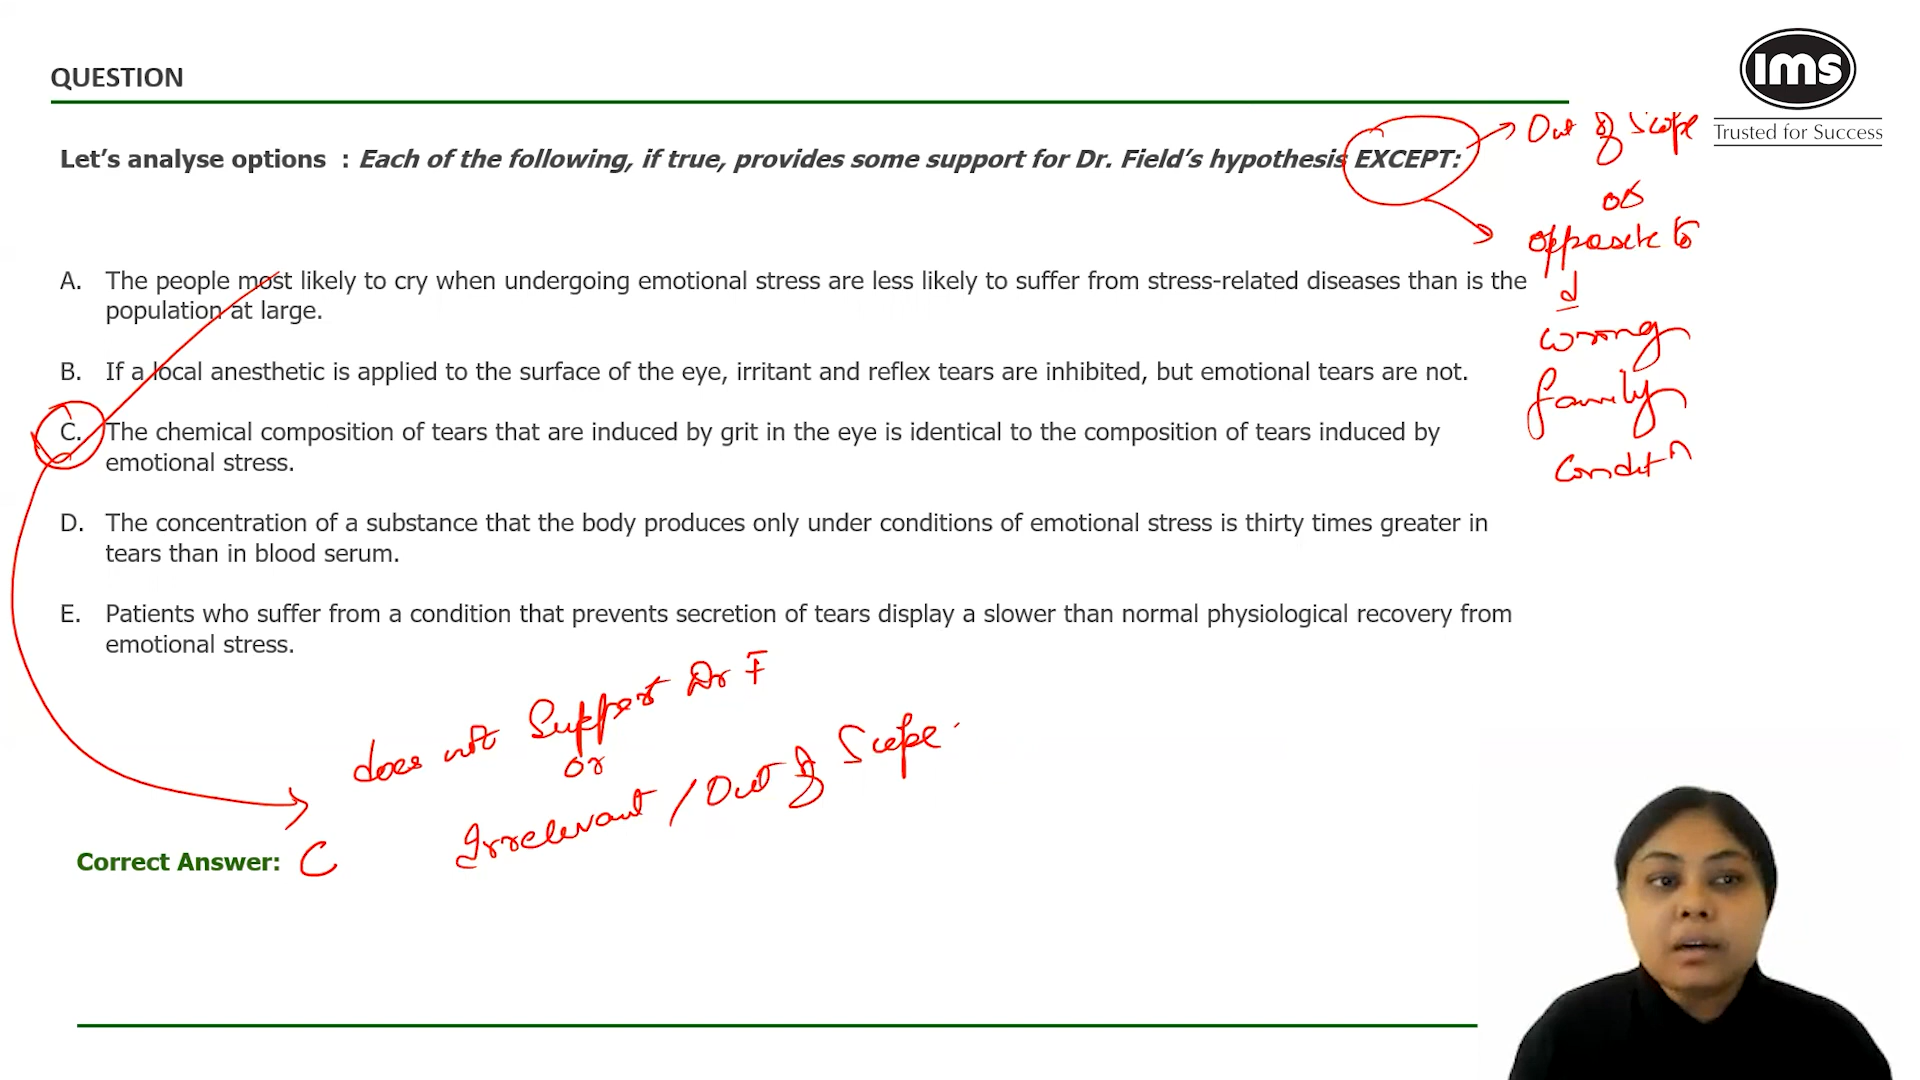 QUESTION
ims
Trusted for Success
Let's analyse options : Each of the following, if true, provides some support for Dr. Field's hypothesis EXCEPT:
Out of Scope
or
opposite to
wrong
family
A. The people most likely to cry when undergoing emotional stress are less likely to suffer from stress-related diseases than is the
population at large.
B. If a local anesthetic is applied to the surface of the eye, irritant and reflex tears are inhibited, but emotional tears are not.
C. The chemical composition of tears that are induced by grit in the eye is identical to the composition of tears induced by
emotional stress.
D. The concentration of a substance that the body produces only under conditions of emotional stress is thirty times greater in
tears than in blood serum.
E. Patients who suffer from a condition that prevents secretion of tears display a slower than normal physiological recovery from
emotional stress.
does not Support Dr F
or
Irrelevant / Out of Scope.
Correct Answer: C